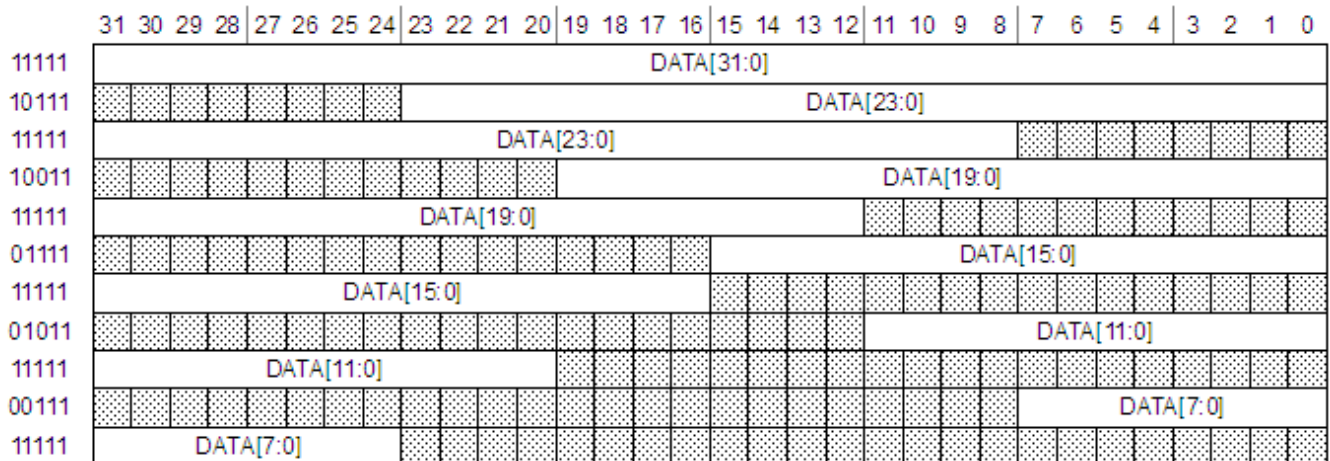 31 30 29 28 27 26 25 24 23 22 21 20 19 18 17 16 15 14 13 12 11 10 9 8 7 6 5 4 3 2 1 0
11111 DATA[31:0]
10111 DATA[23:0]
11111 DATA[23:0]
10011 DATA[19:0]
11111 DATA[19:0]
01111 DATA[15:0]
11111 DATA[15:0]
01011 DATA[11:0]
11111 DATA[11:0]
00111 DATA[7:0]
11111 DATA[7:0]